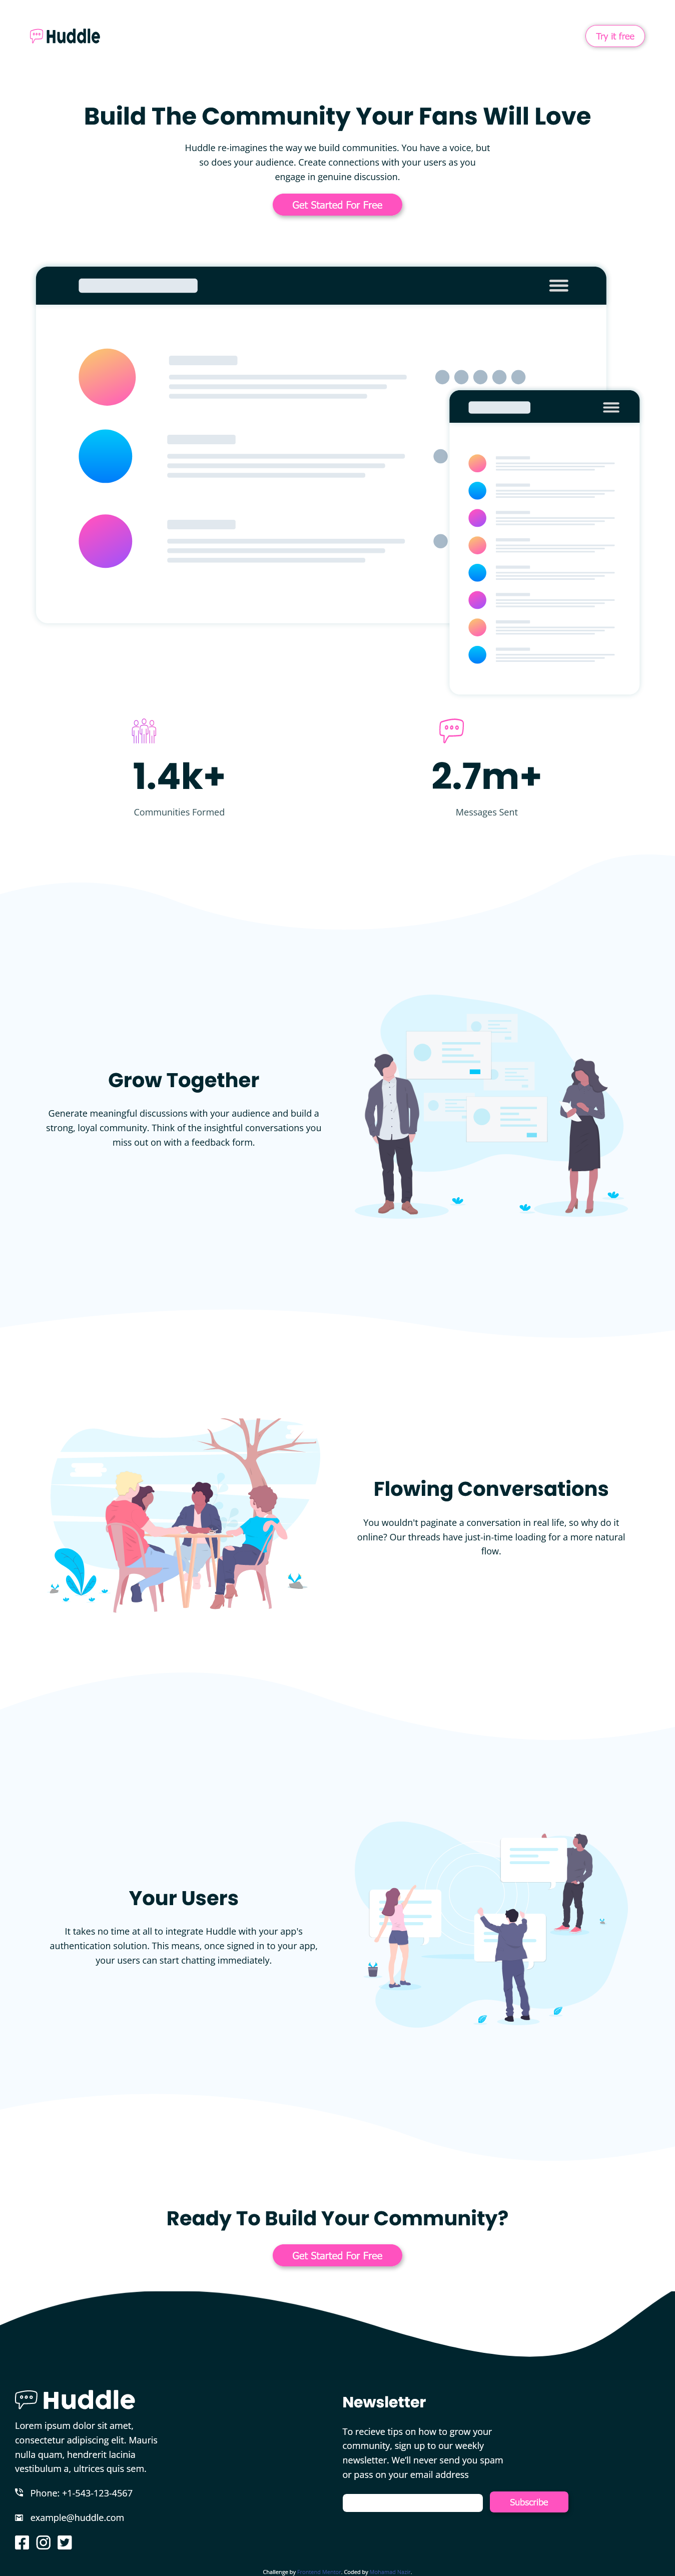 Huddle
Try it free
Build The Community Your Fans Will Love
Huddle re-imagines the way we build communities. You have a voice, but
so does your audience. Create connections with your users as you
engage in genuine discussion.
Get Started For Free
1.4k+
Communities Formed
2.7m+
Messages Sent
Grow Together
Generate meaningful discussions with your audience and build a
strong, loyal community. Think of the insightful conversations you
miss out on with a feedback form.
Flowing Conversations
You wouldn't paginate a conversation in real life, so why do it
online? Our threads have just-in-time loading for a more natural
flow.
Your Users
It takes no time at all to integrate Huddle with your app's
authentication solution. This means, once signed in to your app,
your users can start chatting immediately.
Ready To Build Your Community?
Get Started For Free
Huddle
Lorem ipsum dolor sit amet,
consectetur adipiscing elit. Mauris
nulla quam, hendrerit lacinia
vestibulum a, ultrices quis sem.
Phone: +1-543-123-4567
example@huddle.com
Newsletter
To recieve tips on how to grow your
community, sign up to our weekly
newsletter. We'll never send you spam
or pass on your email address
Subscribe
Challenge by Frontend Mentor. Coded by Mohamad Nazik.